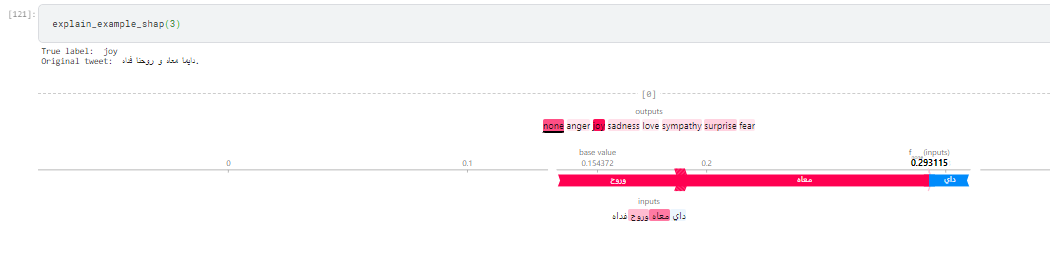 [121]:
explain_example_shap(3)
True label:  joy
Original tweet:  دايما معاه و روحنا فداه.
[0]
outputs
none anger joy sadness love sympathy surprise fear
base value
f (inputs)
0
0.1
0.154372
0.2
0.293115
وروح
معاه
داي
inputs
داي معاه وروح فداه